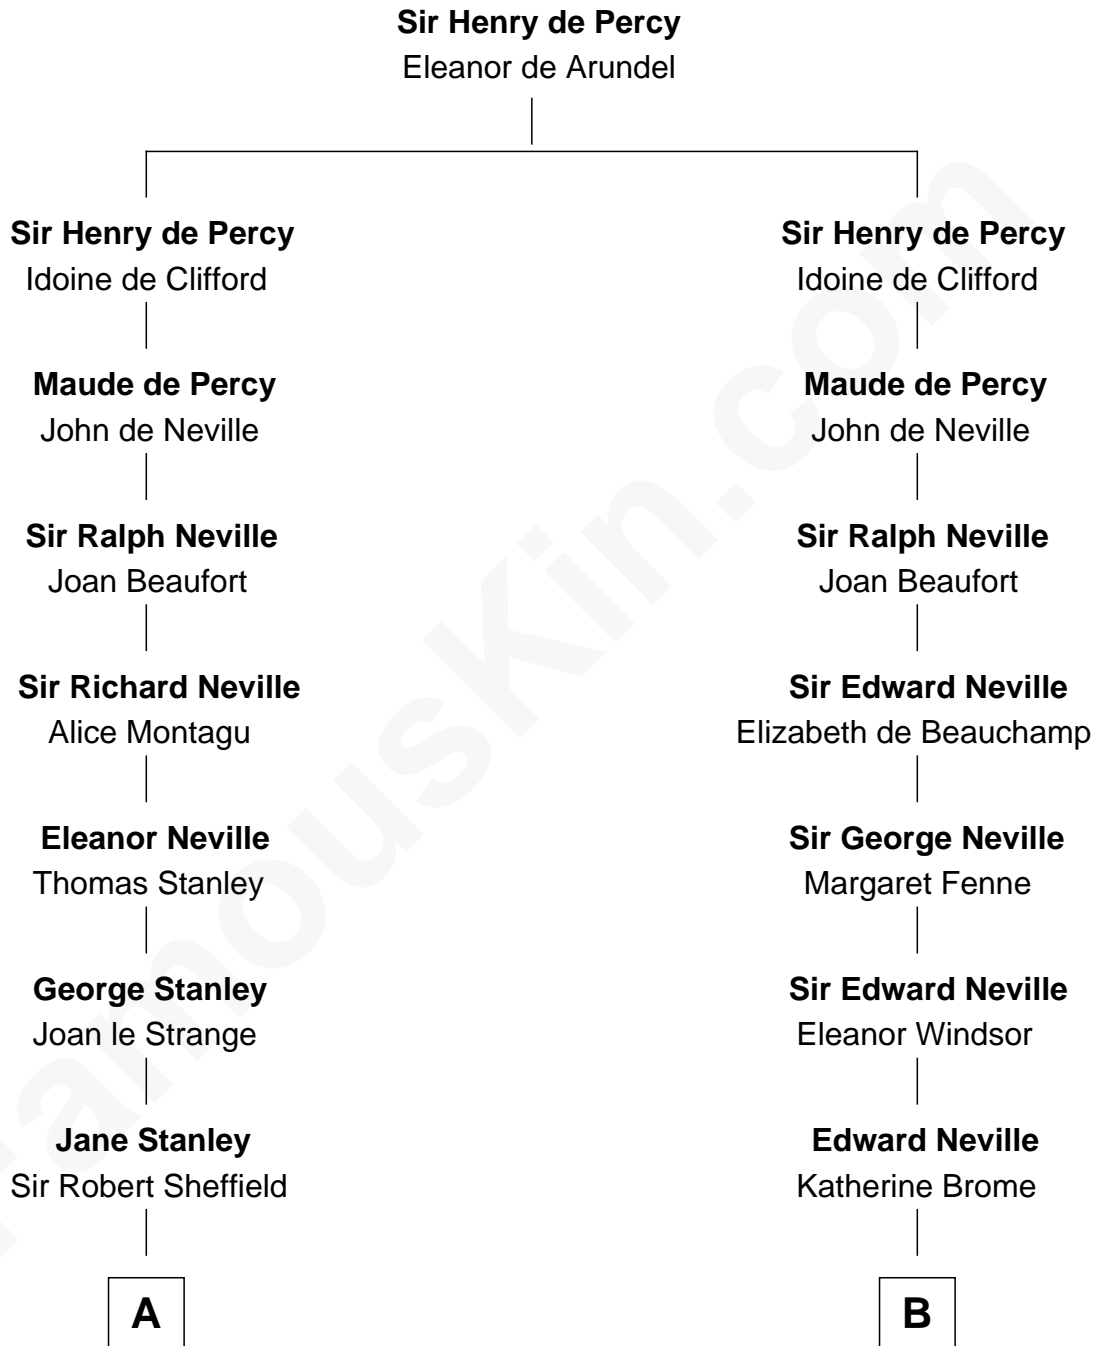 Sir Henry de Percy
Eleanor de Arundel
Sir Henry de Percy
Idoine de Clifford
Maude de Percy
John de Neville
Sir Ralph Neville
Joan Beaufort
Sir Richard Neville
Alice Montagu
Eleanor Neville
Thomas Stanley
George Stanley
Joan le Strange
Jane Stanley
Sir Robert Sheffield
A
Sir Henry de Percy
Idoine de Clifford
Maude de Percy
John de Neville
Sir Ralph Neville
Joan Beaufort
Sir Edward Neville
Elizabeth de Beauchamp
Sir George Neville
Margaret Fenne
Sir Edward Neville
Eleanor Windsor
Edward Neville
Katherine Brome
B
FamousKin.com